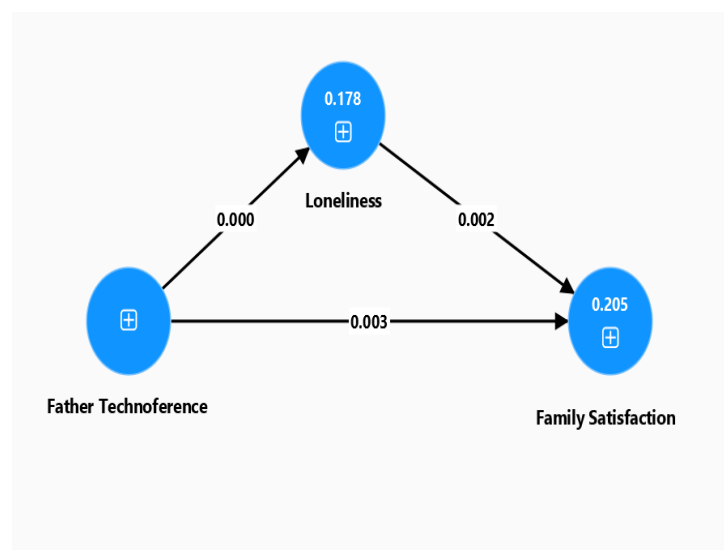 0.178
Loneliness
0.000
0.002
0.205
0.003
Father Technoference
Family Satisfaction